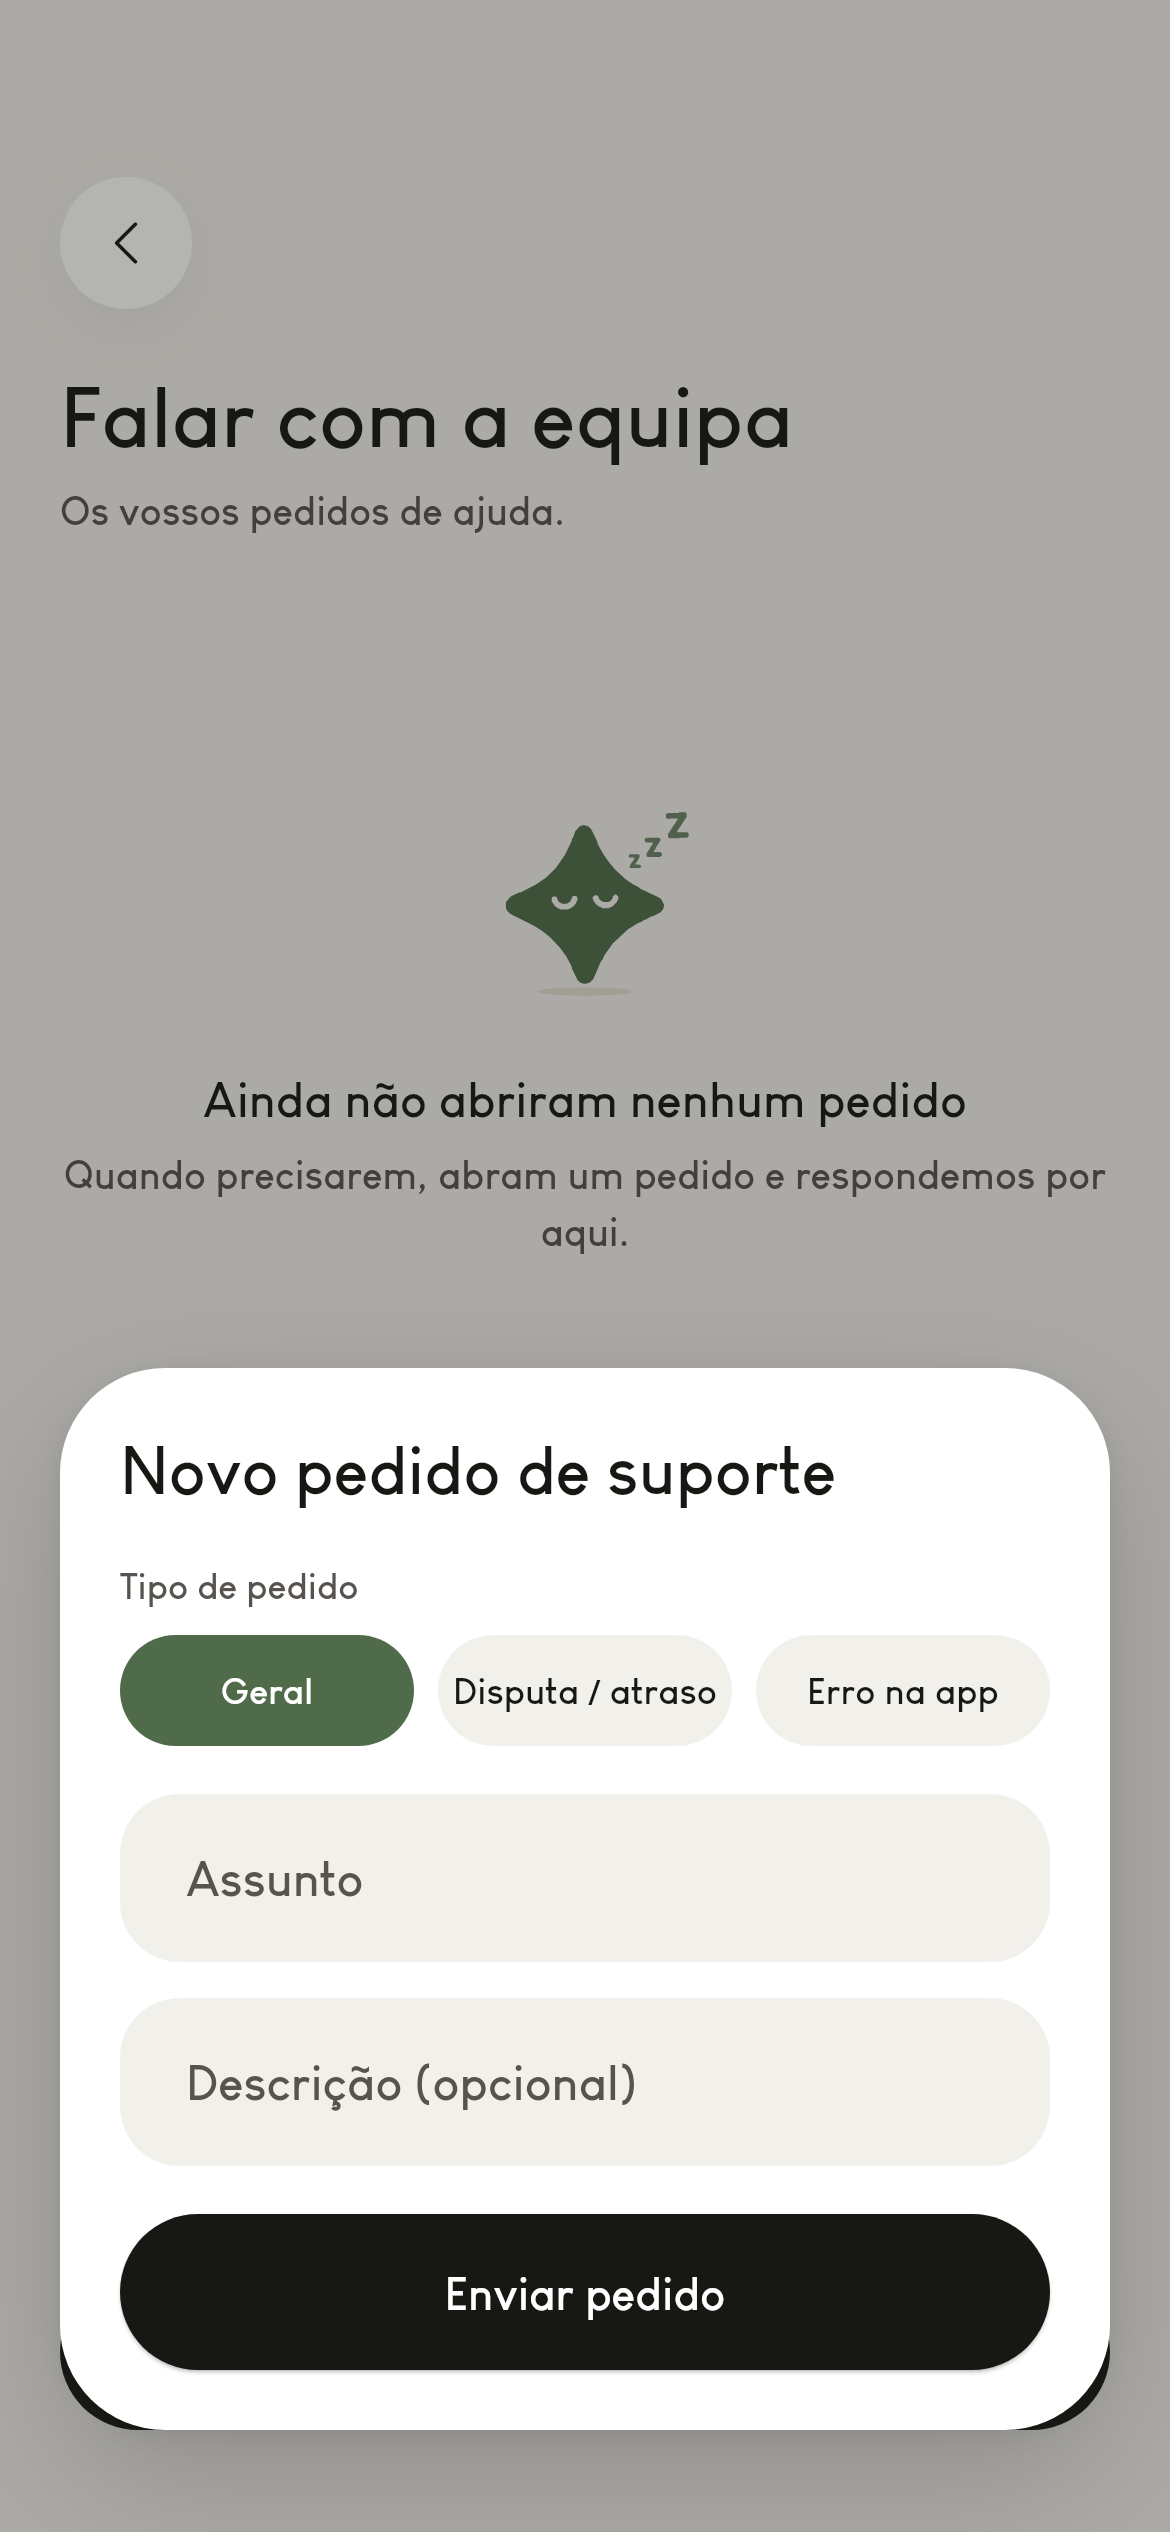 Falar com a equipa
Os vossos pedidos de ajuda.
z z z
Ainda não abriram nenhum pedido
Quando precisarem, abram um pedido e respondemos por
aqui.
Novo pedido de suporte
Tipo de pedido
Geral
Disputa / atraso
Erro na app
Assunto
Descrição (opcional)
Enviar pedido